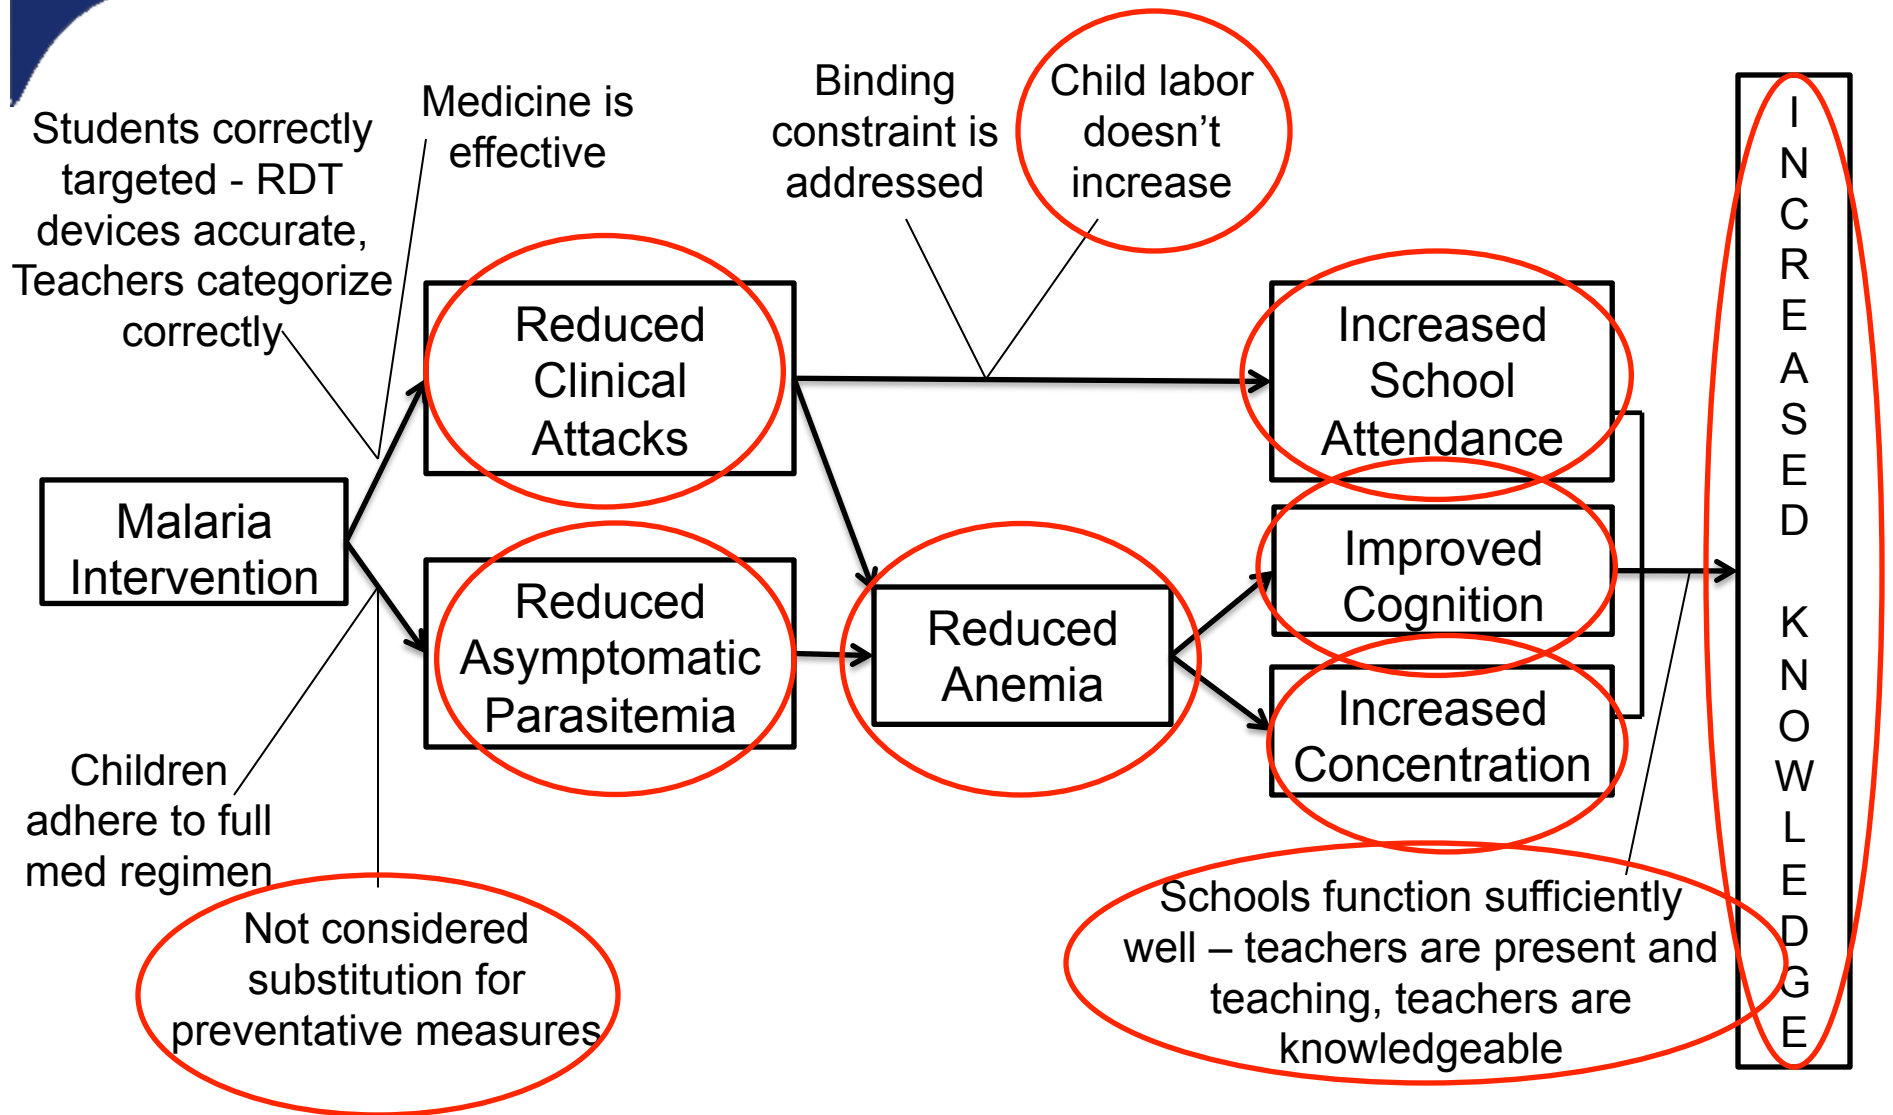 Students correctly
targeted - RDT
devices accurate,
Teachers categorize
correctly
Medicine is
effective
Binding
constraint is
addressed
Child labor
doesn’t
increase
Reduced
Clinical
Attacks
Increased
School
Attendance
Malaria
Intervention
Reduced
Asymptomatic
Parasitemia
Reduced
Anemia
Improved
Cognition
Increased
Concentration
INCREASED KNOWLEDGE
Children
adhere to full
med regimen
Not considered
substitution for
preventative measures
Schools function sufficiently
well – teachers are present and
teaching, teachers are
knowledgeable